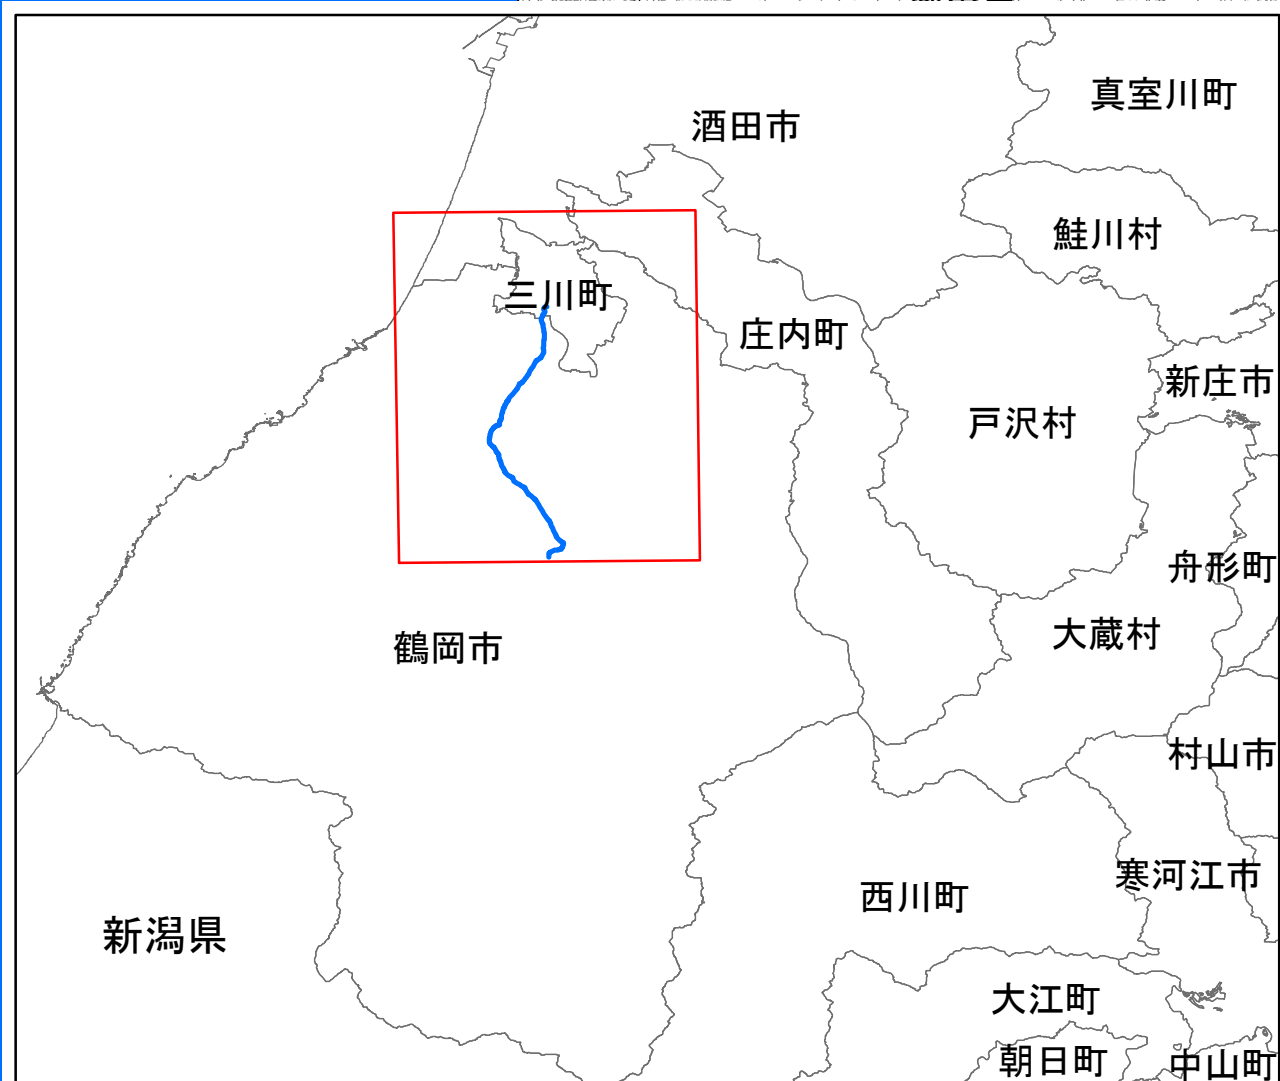 真室川町
酒田市
鮭川村
三川町
庄内町
新庄市
戸沢村
舟形町
大蔵村
鶴岡市
村山市
寒河江市
西川町
新潟県
大江町
朝日町
中山町